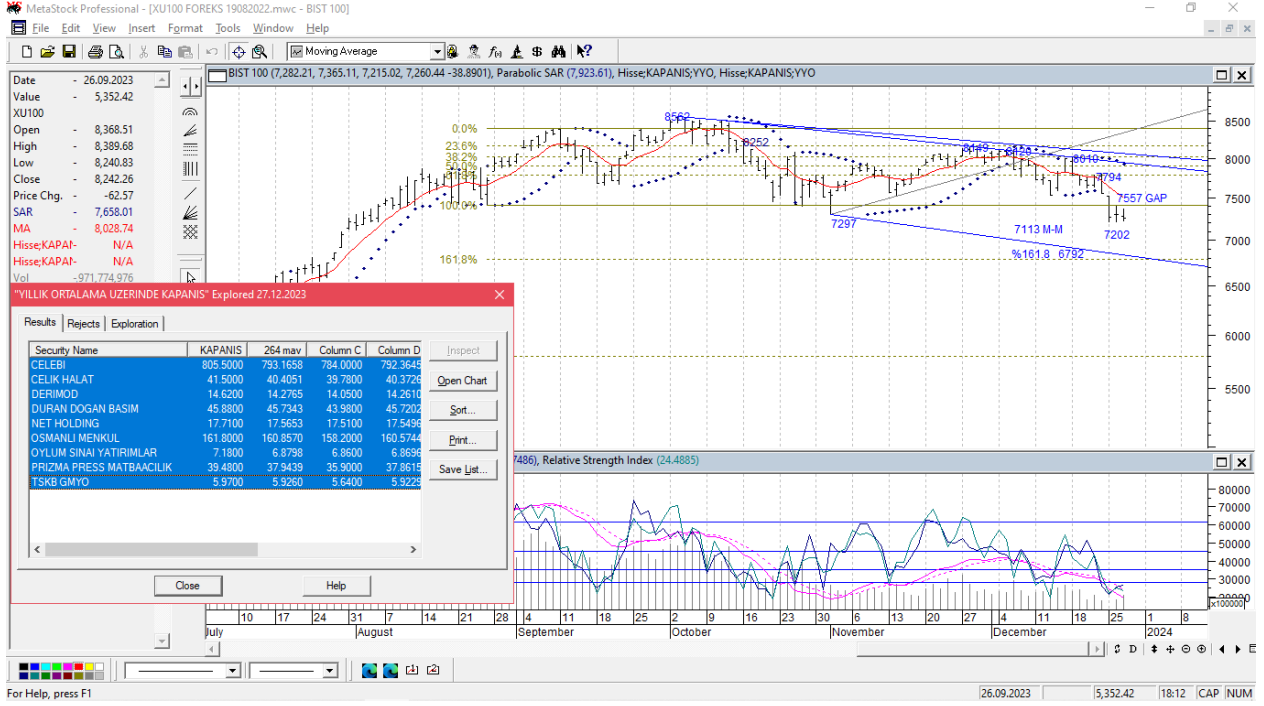 MetaStock Professional - [XU100 FOREKS 19082022.mwc - BIST 100]
File Edit View Insert Format Tools Window Help
Moving Average
BIST 100 (7,282.21, 7,365.11, 7,215.02, 7,260.44 -38.8901), Parabolic SAR (7,923.61), Hisse;KAPANIS;YYO, Hisse;KAPANIS;YYO
Date - 26.09.2023
Value - 5,352.42
XU100
Open - 8,368.51
High - 8,389.68
Low - 8,240.83
Close - 8,242.26
Price Chg. - -62.57
SAR - 7,658.01
MA - 8,028.74
Hisse;KAPAI- N/A
Hisse;KAPAI- N/A
Vol -971,774,976
0.0%
23.6%
38.2%
50.0%
100.0%
161.8%
8562
8252
7297
8149
8120
8010
7794
7557 GAP
7202
7113 M-M
%161.8 6792
8500
8000
7500
7000
6500
6000
5500
"YILLIK ORTALAMA UZERINDE KAPANIS" Explored 27.12.2023
Results Rejects Exploration
Security Name KAPANIS 264 mav Column C Column D
CELEBI 805.5000 793.1658 784.0000 792.3645
CELIK HALAT 41.5000 40.4051 39.7800 40.3726
DERIMOD 14.6200 14.2765 14.0500 14.2610
DURAN DOGAN BASIM 45.8800 45.7343 43.9800 45.7202
NET HOLDING 17.7100 17.5653 17.5100 17.5496
OSMANLI MENKUL 161.8000 160.8570 158.2000 160.5744
OYLUM SINAI YATIRIMLAR 7.1800 6.8798 6.8600 6.8696
PRIZMA PRESS MATBAACILIK 39.4800 37.9439 35.9000 37.8615
TSKB GMYO 5.9700 5.9260 5.6400 5.9229
Inspect
Open Chart
Sort...
Print...
Save List...
Close Help
7486), Relative Strength Index (24.4885)
80000
70000
60000
50000
40000
30000
20000
x100000
10 17 24 31 7 14 21 28 4 11 18 25 2 9 16 23 30 6 13 20 27 4 11 18 25 1 8
July August September October November December 2024
D
For Help, press F1
26.09.2023 5,352.42 18:12 CAP NUM